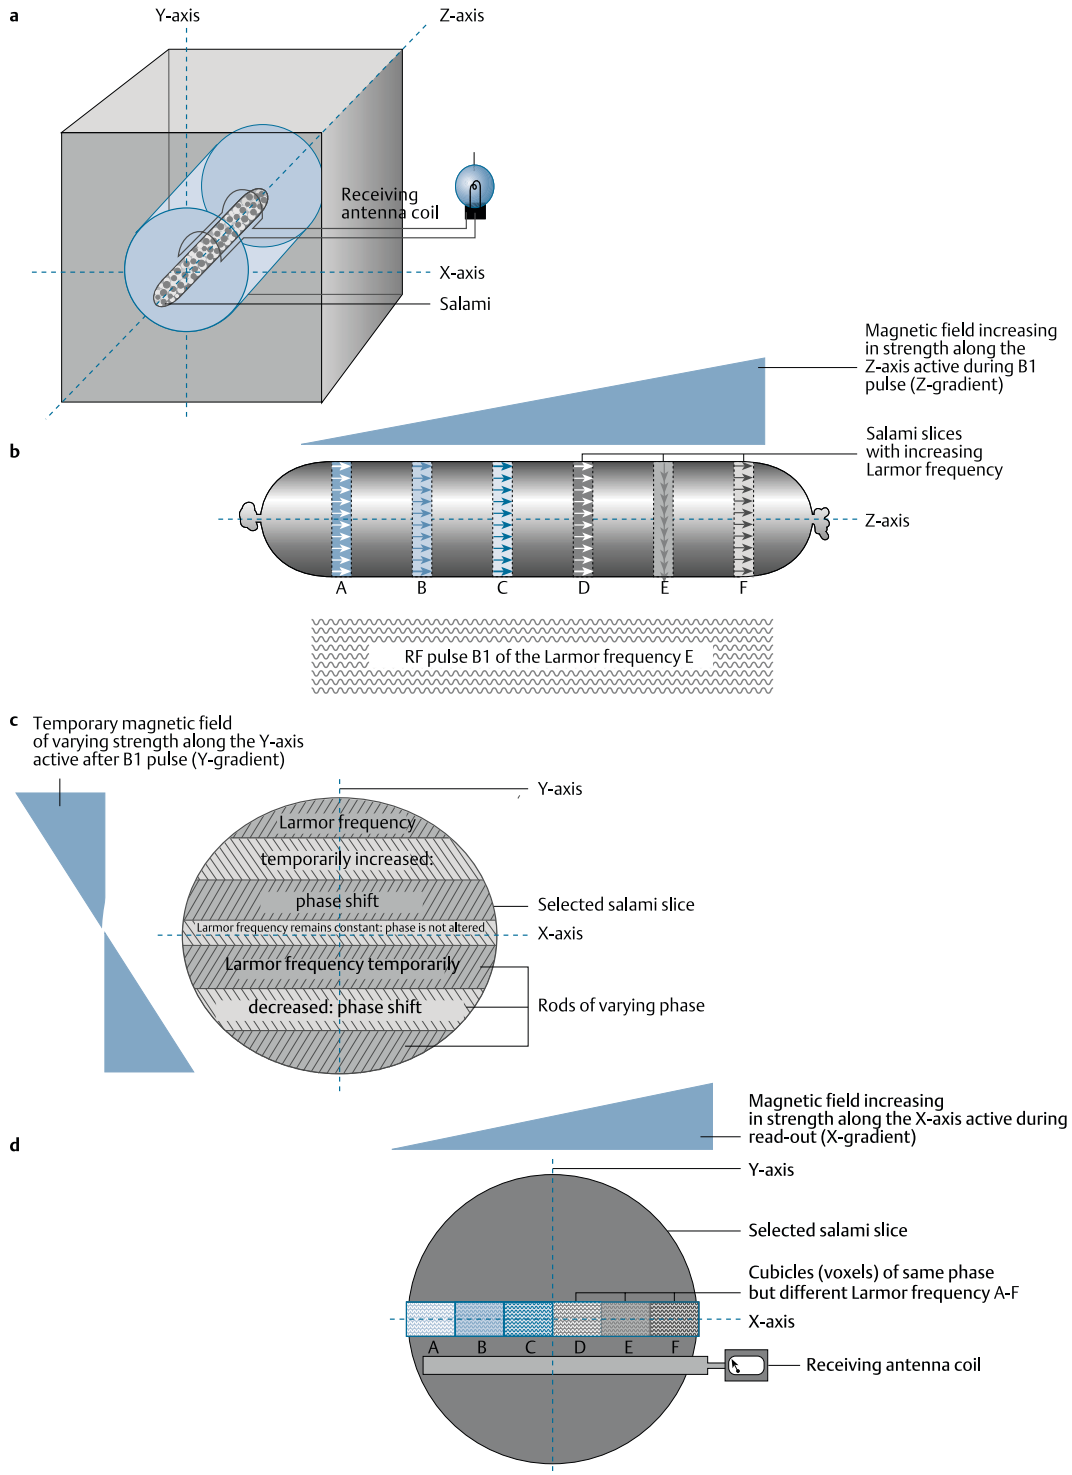 a
Y-axis
Z-axis
Receiving
antenna coil
X-axis
Salami
Magnetic field increasing
in strength along the
Z-axis active during B1
pulse (Z-gradient)
b
Salami slices
with increasing
Larmor frequency
Z-axis
A B C D E F
RF pulse B1 of the Larmor frequency E
c
Temporary magnetic field
of varying strength along the Y-axis
active after B1 pulse (Y-gradient)
Y-axis
Larmor frequency
temporarily increased:
phase shift
Selected salami slice
Larmor frequency remains constant: phase is not altered
X-axis
Larmor frequency temporarily
decreased: phase shift
Rods of varying phase
Magnetic field increasing
in strength along the X-axis active during
read-out (X-gradient)
d
Y-axis
Selected salami slice
Cubicles (voxels) of same phase
but different Larmor frequency A-F
X-axis
A B C D E F
Receiving antenna coil